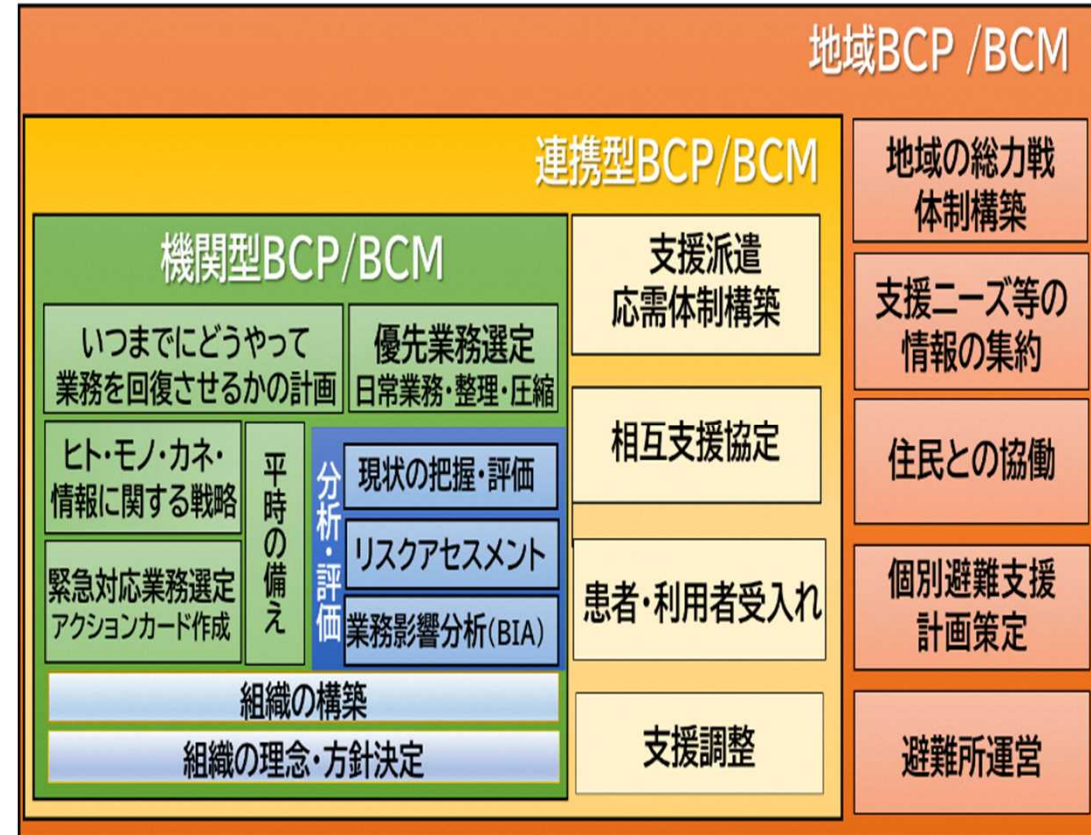 地域BCP /BCM
連携型BCP/BCM
機関型BCP/BCM
いつまでにどうやって
業務を回復させるかの計画
優先業務選定
日常業務・整理・圧縮
ヒト・モノ・カネ・
情報に関する戦略
緊急対応業務選定
アクションカード作成
平時の備え
分析・評価
現状の把握・評価
リスクアセスメント
業務影響分析(BIA)
組織の構築
組織の理念・方針決定
支援派遣
応需体制構築
相互支援協定
患者・利用者受入れ
支援調整
地域の総力戦
体制構築
支援ニーズ等の
情報の集約
住民との協働
個別避難支援
計画策定
避難所運営